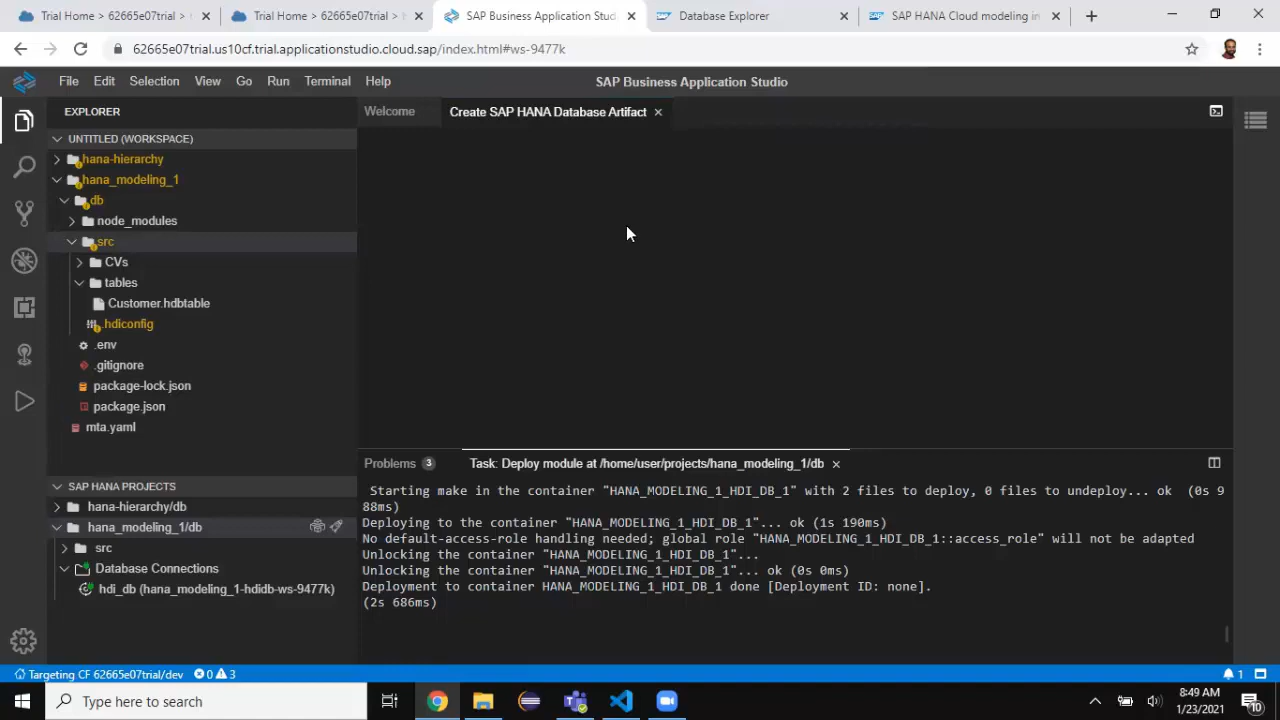 Trial Home > 62665e07trial >
Trial Home > 62665e07trial > h
SAP Business Application Studi
Database Explorer
SAP HANA Cloud modeling in
62665e07trial.us10cf.trial.applicationstudio.cloud.sap/index.html#ws-9477k
File Edit Selection View Go Run Terminal Help
SAP Business Application Studio
EXPLORER
Welcome
Create SAP HANA Database Artifact
UNTITLED (WORKSPACE)
hana-hierarchy
hana_modeling_1
db
node_modules
src
CVs
tables
Customer.hdbtable
.hdiconfig
.env
.gitignore
package-lock.json
package.json
mta.yaml
SAP HANA PROJECTS
hana-hierarchy/db
hana_modeling_1/db
src
Database Connections
hdi_db (hana_modeling_1-hdidb-ws-9477k)
Problems 3
Task: Deploy module at /home/user/projects/hana_modeling_1/db
Starting make in the container "HANA_MODELING_1_HDI_DB_1" with 2 files to deploy, 0 files to undeploy... ok (0s 9
88ms)
Deploying to the container "HANA_MODELING_1_HDI_DB_1"... ok (1s 190ms)
No default-access-role handling needed; global role "HANA_MODELING_1_HDI_DB_1::access_role" will not be adapted
Unlocking the container "HANA_MODELING_1_HDI_DB_1"...
Unlocking the container "HANA_MODELING_1_HDI_DB_1"... ok (0s 0ms)
Deployment to container HANA_MODELING_1_HDI_DB_1 done [Deployment ID: none].
(2s 686ms)
Targeting CF 62665e07trial/dev 0 3
1
Type here to search
8:49 AM
1/23/2021
10